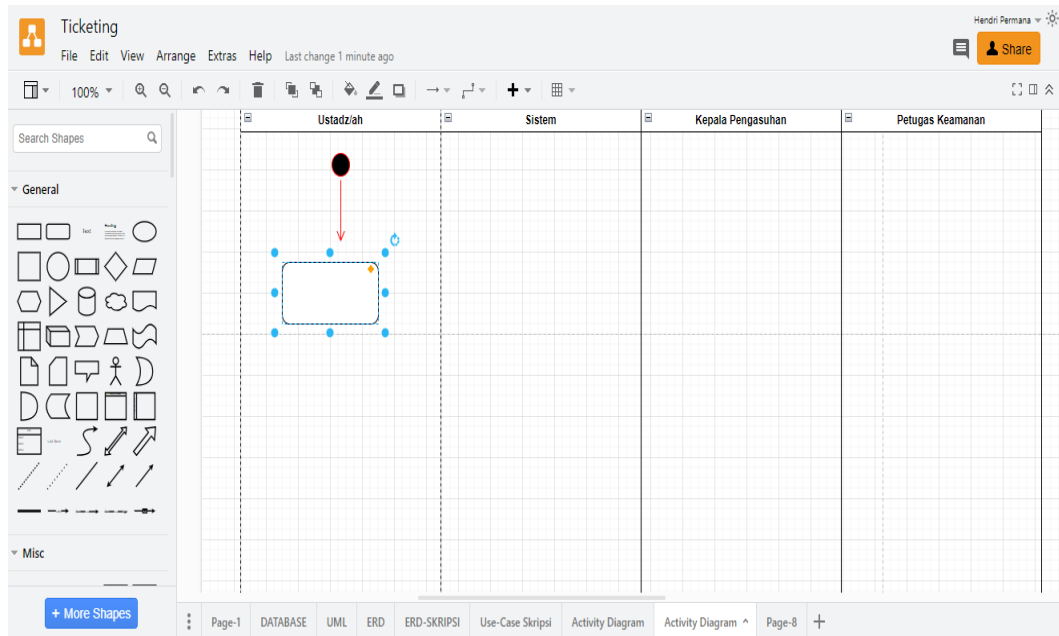 Ticketing
Hendri Permana
File Edit View Arrange Extras Help Last change 1 minute ago
Share
100%
Search Shapes
Ustadz/ah Sistem Kepala Pengasuhan Petugas Keamanan
General
Text
Misc
+ More Shapes
Page-1 DATABASE UML ERD ERD-SKRIPSI Use-Case Skripsi Activity Diagram Activity Diagram Page-8